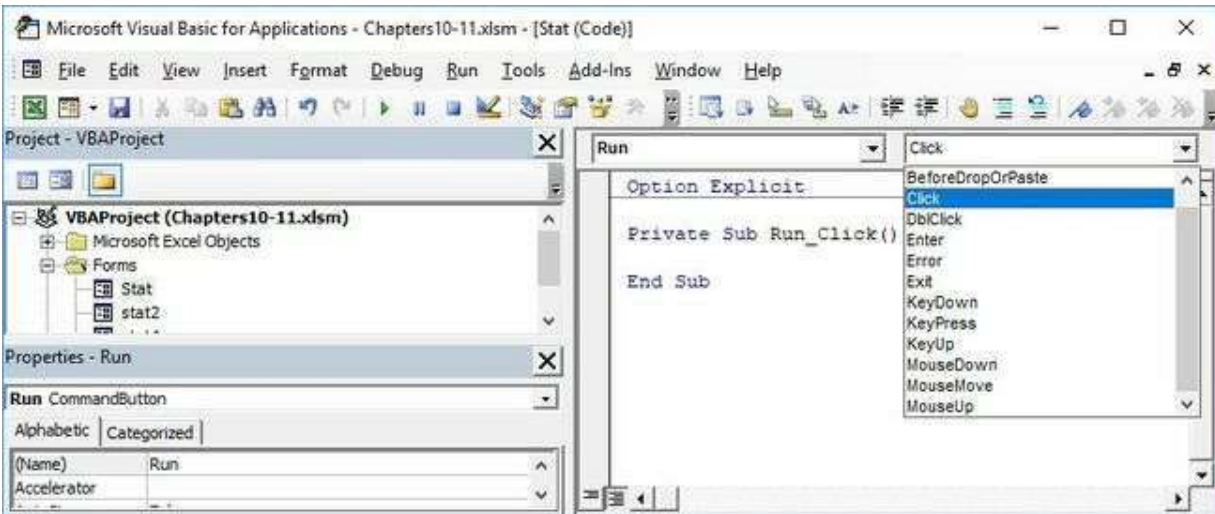 Microsoft Visual Basic for Applications - Chapters10-11.xlsm - [Stat (Code)]
File Edit View Insert Format Debug Run Tools Add-Ins Window Help
Project - VBAProject
VBAProject (Chapters10-11.xlsm)
Microsoft Excel Objects
Forms
Stat
stat2
Properties - Run
Run CommandButton
Alphabetic Categorized
(Name) Run
Accelerator
Run
Click
Option Explicit
Private Sub Run_Click()
End Sub
BeforeDropOrPaste
Click
DblClick
Enter
Error
Exit
KeyDown
KeyPress
KeyUp
MouseDown
MouseMove
MouseUp